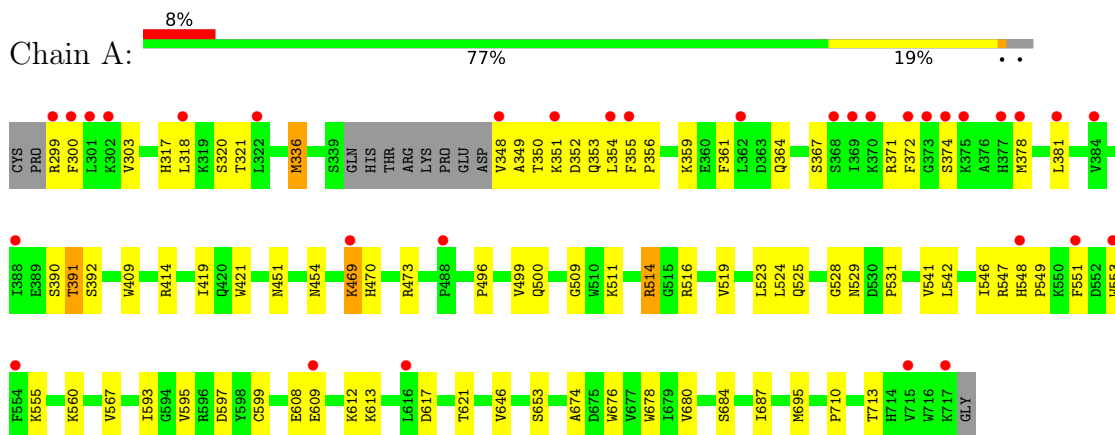 8%
Chain A:
77% 19% • •
CYS PRO R299 F300 L301 K302 V303 H317 L318 K319 S320 T321 L322 M336 S339 GLN HIS THR ARG LYS PRO GLU ASP V348 A349 T350 K351 D352 Q353 L354 F355 P356 K359 E360 F361 L362 D363 Q364 S367 S368 I369 K370 R371 F372 G373 S374 K375 A376 H377 M378 L381 V384
I388 E389 S390 T391 S392 W409 R414 I419 Q420 W421 N451 N454 K469 H470 R473 P488 P496 V499 Q500 G509 W510 K511 R514 G515 R516 V519 L523 L524 Q525 G528 N529 D530 P531 V541 L542 I546 R547 H548 P549 K550 F551 D552 W553
F554 K555 K560 V567 I593 G594 V595 R596 D597 Y598 C599 E608 E609 K612 K613 L616 D617 T621 V646 S653 A674 D675 W676 V677 W678 I679 V680 S684 I687 M695 P710 T713 H714 V715 W716 K717 GLY